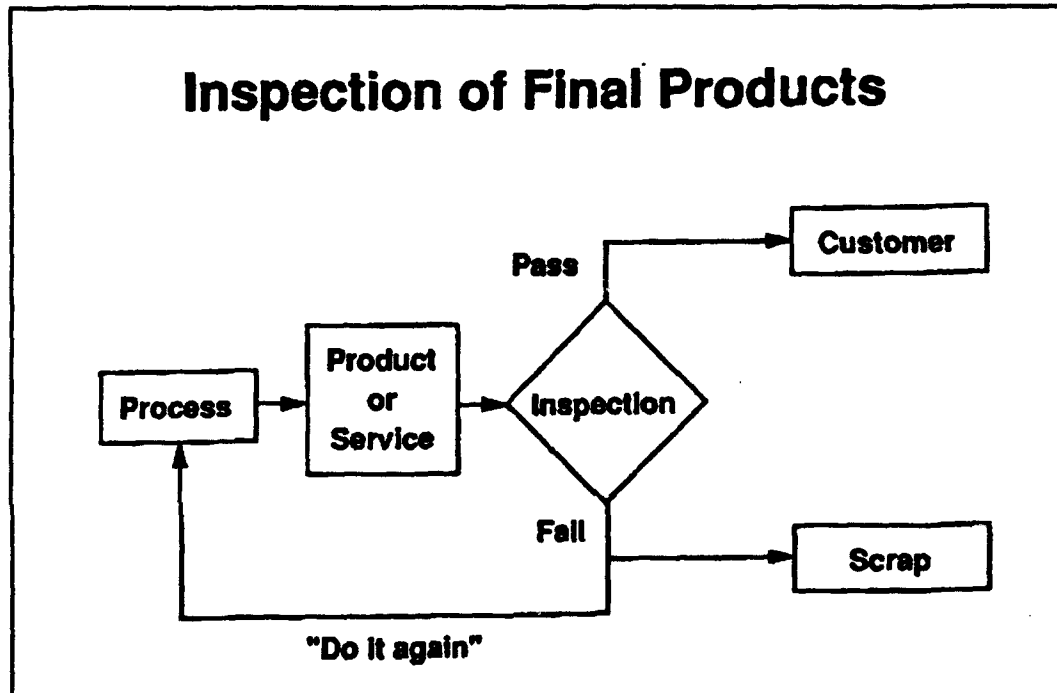 Inspection of Final Products
Customer
Pass
Product
or
Service
Process
Inspection
Fail
Scrap
"Do it again"